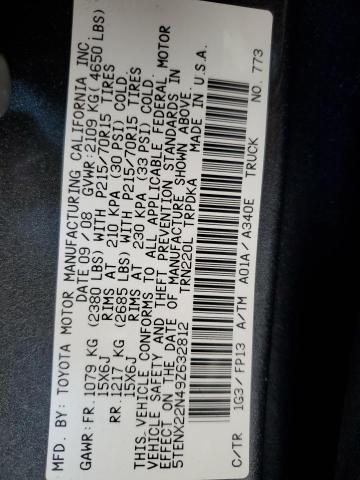 MFD. BY: TOYOTA MOTOR MANUFACTURING CALIFORNIA INC
DATE 09/08 GVWR: 2109 KG (4650 LBS)
GAWR: FR. 1079 KG (2380 LBS) WITH P215/70R15 TIRES
15X6J RIMS AT 210 KPA (30 PSI) COLD.
RR. 1217 KG (2685 LBS) WITH P215/70R15 TIRES
15X6J RIMS AT 230 KPA (33 PSI) COLD.
THIS VEHICLE CONFORMS TO ALL APPLICABLE FEDERAL MOTOR
VEHICLE SAFETY AND THEFT PREVENTION STANDARDS IN
EFFECT ON THE DATE OF MANUFACTURE SHOWN ABOVE.
5TENX22N49Z632812 TRUCK
TRN220L TRPDKA MADE IN U.S.A.
C/TR 1G3/FP13 A/TM A01A/A340E NO. 773